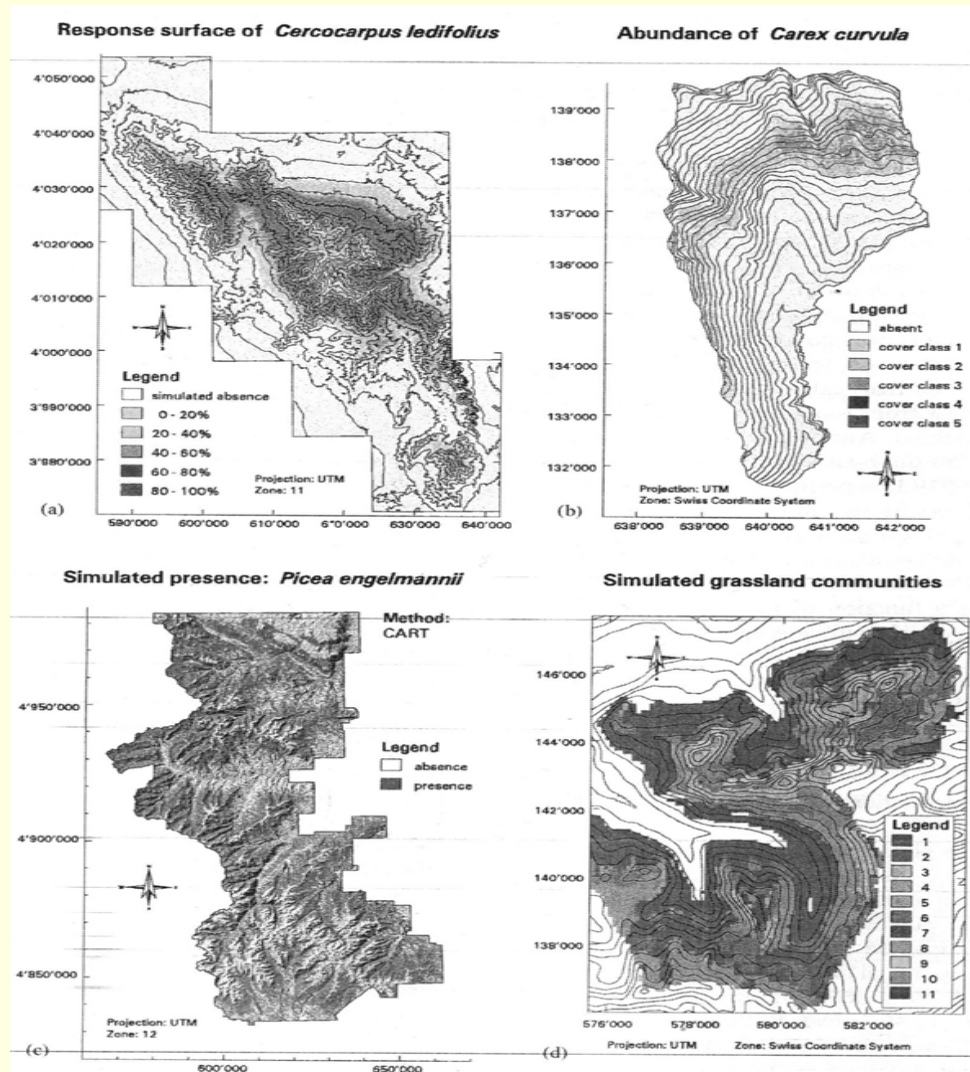 Response surface of Cercocarpus ledifolius
4'050'000
4'040'000
4'030'000
4'020'000
4'010'000
4'000'000
3'990'000
3'980'000
Legend
simulated absence
0 - 20%
20 - 40%
40 - 60%
60 - 80%
80 - 100%
Projection: UTM
Zone: 11
(a)
590'000 600'000 610'000 620'000 630'000 640'000
Abundance of Carex curvula
139'000
138'000
137'000
136'000
135'000
134'000
133'000
132'000
Legend
absent
cover class 1
cover class 2
cover class 3
cover class 4
cover class 5
Projection: UTM
Zone: Swiss Coordinate System
(b)
638'000 639'000 640'000 641'000 642'000
Simulated presence: Picea engelmannii
Method:
CART
4'950'000
4'900'000
4'850'000
Legend
absence
presence
Projection: UTM
Zone: 12
(c)
600'000 650'000
Simulated grassland communities
146'000
144'000
142'000
140'000
138'000
Legend
1
2
3
4
5
6
7
8
9
10
11
576'000 578'000 580'000 582'000
Projection: UTM Zone: Swiss Coordinate System
(d)